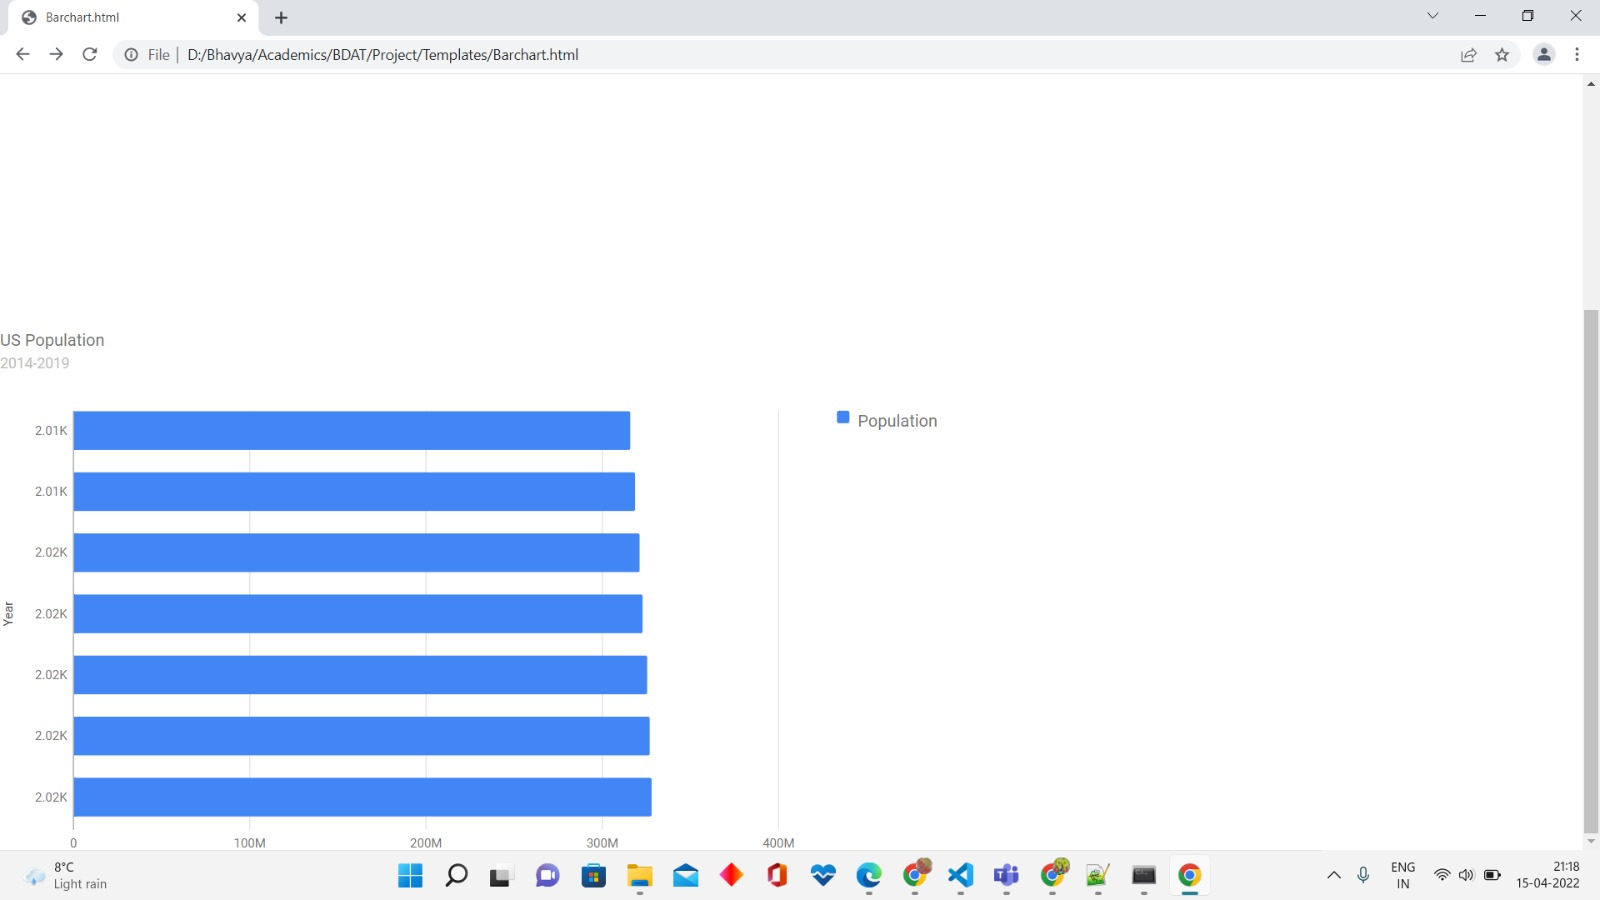 Barchart.html
File | D:/Bhavya/Academics/BDAT/Project/Templates/Barchart.html
US Population
2014-2019
Population
2.01K
2.01K
2.02K
2.02K
2.02K
2.02K
2.02K
Year
0 100M 200M 300M 400M
8°C
Light rain
ENG
IN
21:18
15-04-2022